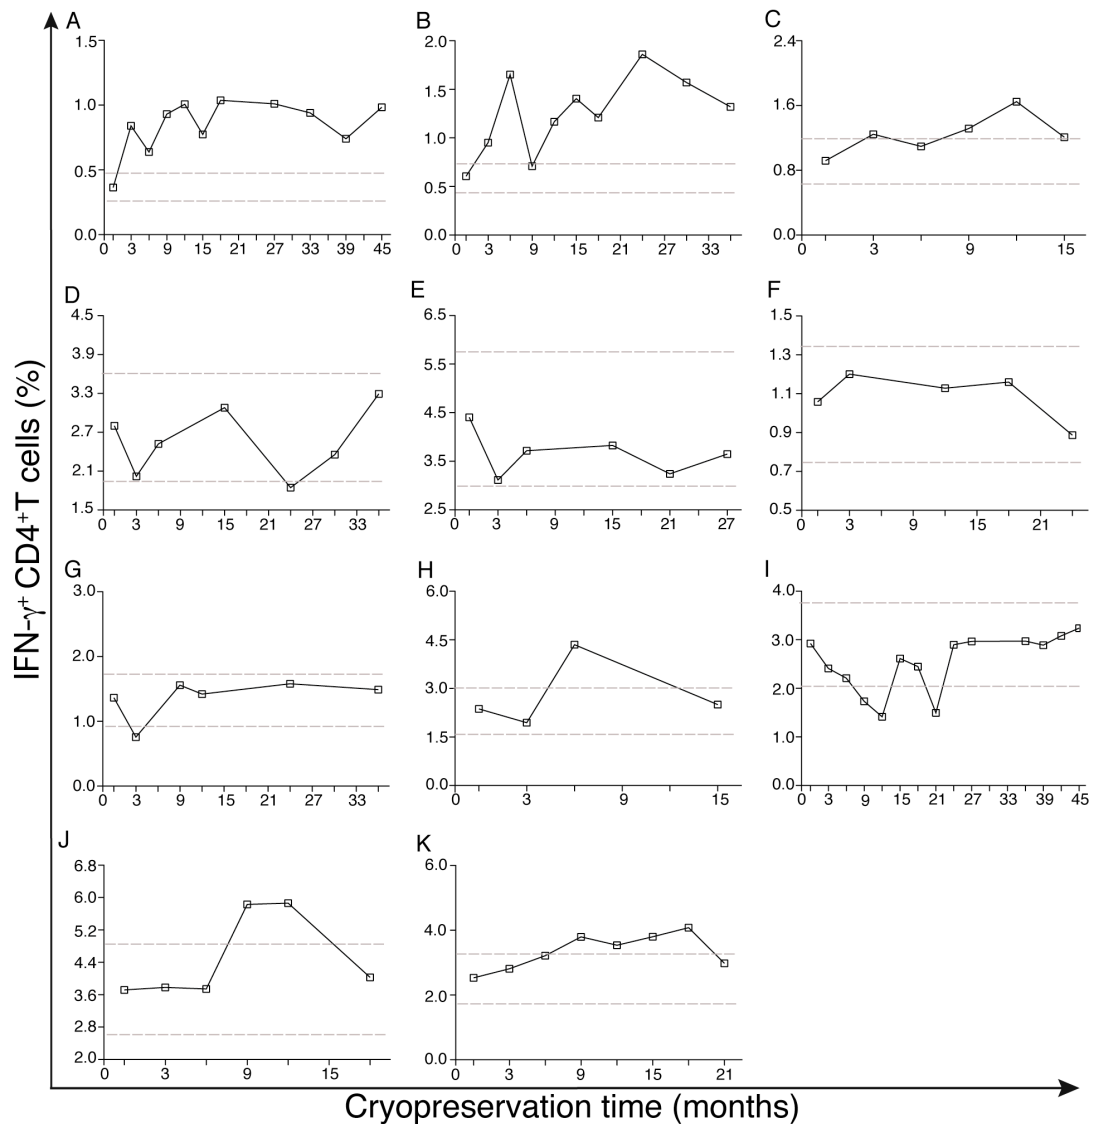 A
1.5
1.0
0.5
0.0
0 3 9 15 21 27 33 39 45
B
2.0
1.5
1.0
0.5
0.0
0 3 9 15 21 27 33
C
2.4
1.6
0.8
0.0
0 3 9 15
D
4.5
3.9
3.3
2.7
2.1
1.5
0 3 9 15 21 27 33
E
6.5
5.5
4.5
3.5
2.5
0 3 9 15 21 27
F
1.5
1.3
1.1
0.9
0.7
0.5
0 3 9 15 21
G
3.0
2.0
1.0
0.0
0 3 9 15 21 27 33
H
6.0
4.5
3.0
1.5
0.0
0 3 9 15
I
4.0
3.0
2.0
1.0
0.0
0 3 9 15 21 27 33 39 45
J
6.8
6.0
5.2
4.4
3.6
2.8
2.0
0 3 9 15
K
6.0
4.0
2.0
0.0
0 3 9 15 21
IFN-γ⁺ CD4⁺T cells (%)
Cryopreservation time (months)